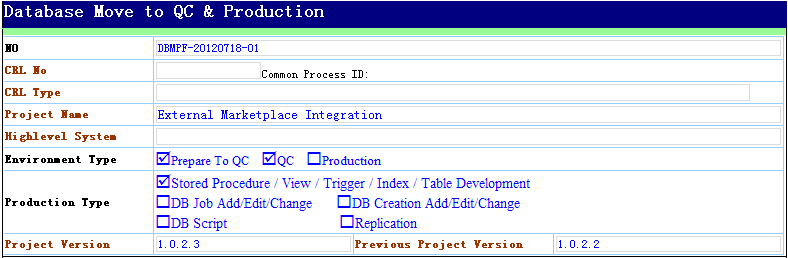 Database Move to QC & Production
NO DBMPF-20120718-01
CRL No Common Process ID:
CRL Type
Project Name External Marketplace Integration
Highlevel System
Environment Type ☑Prepare To QC ☑QC ☐Production
Production Type ☑Stored Procedure / View / Trigger / Index / Table Development
☐DB Job Add/Edit/Change ☐DB Creation Add/Edit/Change
☐DB Script ☐Replication
Project Version 1.0.2.3 Previous Project Version 1.0.2.2